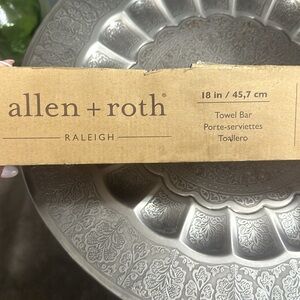 allen + roth®
RALEIGH
18 in / 45,7 cm
Towel Bar
Porte-serviettes
Toallero